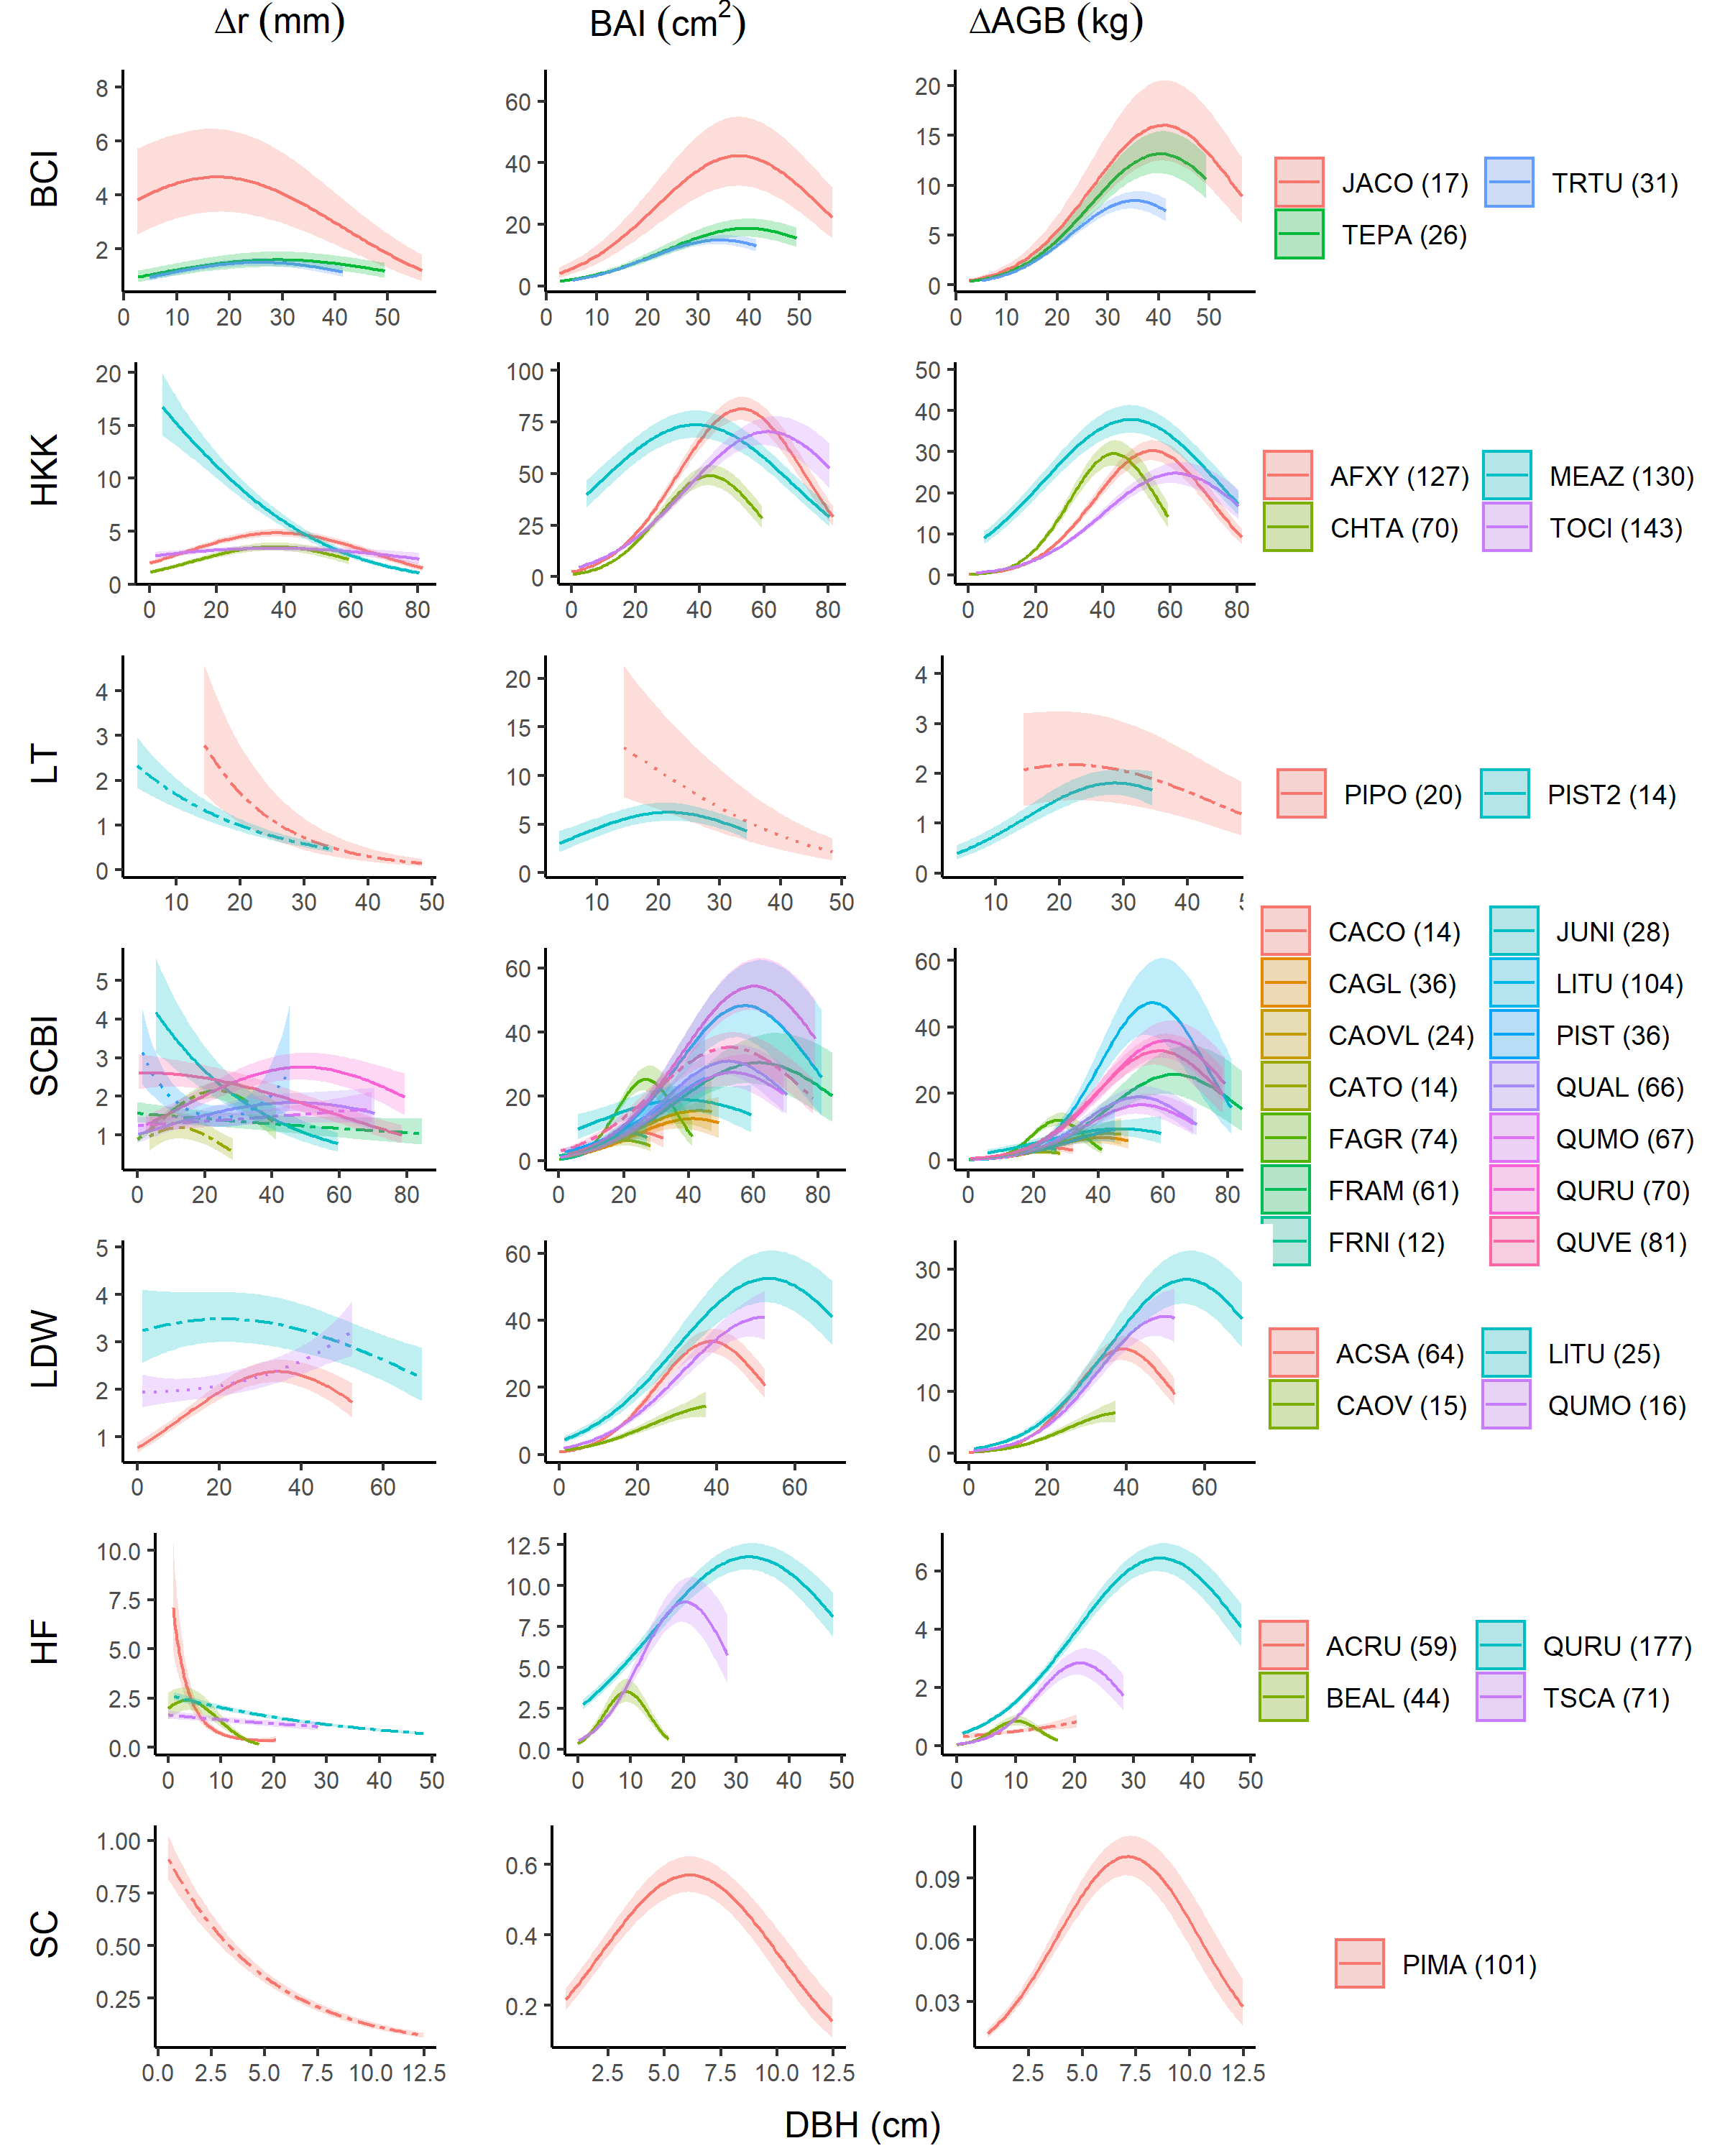 Δr (mm) BAI (cm²) ΔAGB (kg)
BCI
8
6
4
2
0 10 20 30 40 50
60
40
20
0
0 10 20 30 40 50
20
15
10
5
0
0 10 20 30 40 50
JACO (17) TRTU (31)
TEPA (26)
HKK
20
15
10
5
0
0 20 40 60 80
100
75
50
25
0
0 20 40 60 80
50
40
30
20
10
0
0 20 40 60 80
AFXY (127) MEAZ (130)
CHTA (70) TOCI (143)
LT
4
3
2
1
0
10 20 30 40 50
20
15
10
5
0
10 20 30 40 50
4
3
2
1
0
10 20 30 40
PIPO (20) PIST2 (14)
SCBI
5
4
3
2
1
0 20 40 60 80
60
40
20
0
0 20 40 60 80
60
40
20
0
0 20 40 60 80
CACO (14) JUNI (28)
CAGL (36) LITU (104)
CAOVL (24) PIST (36)
CATO (14) QUAL (66)
FAGR (74) QUMO (67)
FRAM (61) QURU (70)
FRNI (12) QUVE (81)
LDW
5
4
3
2
1
0 20 40 60
60
40
20
0
0 20 40 60
30
20
10
0
0 20 40 60
ACSA (64) LITU (25)
CAOV (15) QUMO (16)
HF
10.0
7.5
5.0
2.5
0.0
0 10 20 30 40 50
12.5
10.0
7.5
5.0
2.5
0.0
0 10 20 30 40 50
6
4
2
0
0 10 20 30 40 50
ACRU (59) QURU (177)
BEAL (44) TSCA (71)
SC
1.00
0.75
0.50
0.25
0.0 2.5 5.0 7.5 10.0 12.5
0.6
0.4
0.2
2.5 5.0 7.5 10.0 12.5
0.09
0.06
0.03
2.5 5.0 7.5 10.0 12.5
PIMA (101)
DBH (cm)